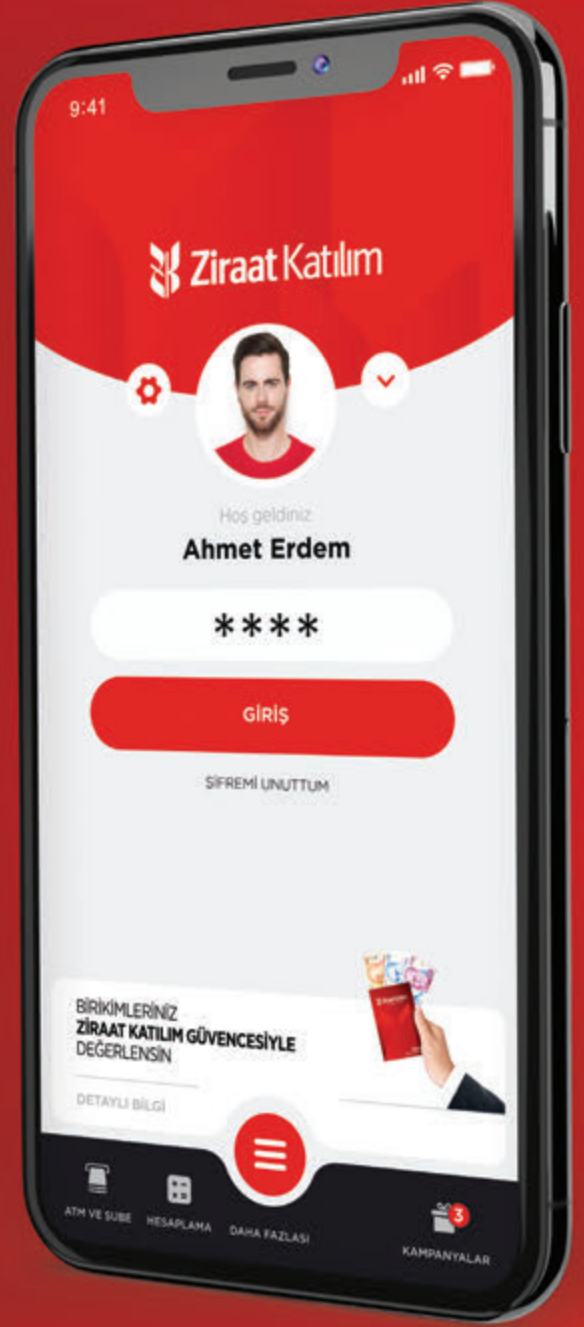 9:41
Ziraat Katılım
Hoş geldiniz
Ahmet Erdem
****
GİRİŞ
ŞİFREMİ UNUTTUM
BİRİKİMLERİNİZ
ZİRAAT KATILIM GÜVENCESİYLE
DEĞERLENSİN
DETAYLI BİLGİ
ATM VE ŞUBE
HESAPLAMA
DAHA FAZLASI
3
KAMPANYALAR